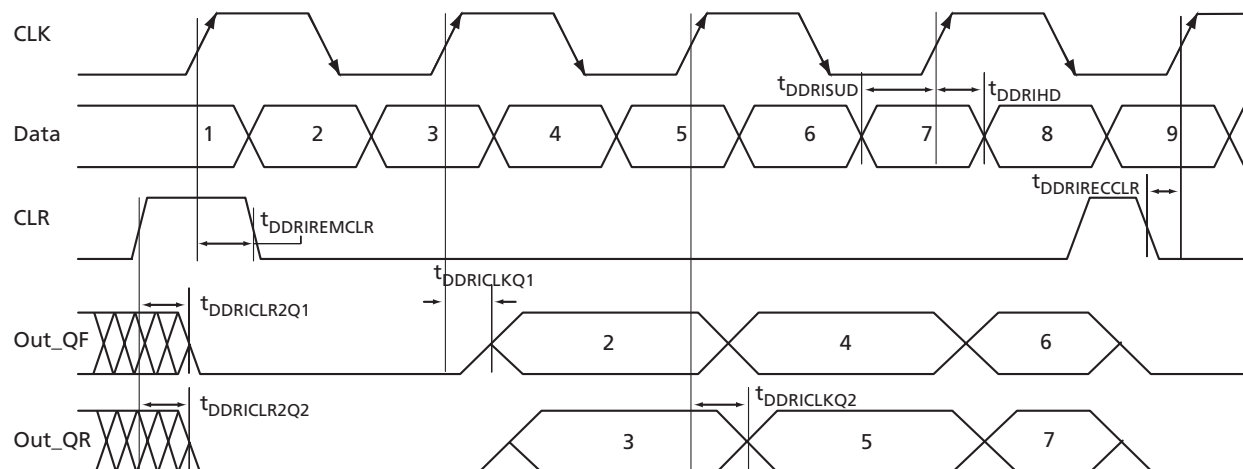 CLK
tDDRISUD
tDDRIHD
Data
1 2 3 4 5 6 7 8 9
tDDRIRECCLR
CLR
tDDRIREMCLR
tDDRICLKQ1
tDDRICLR2Q1
Out_QF
2 4 6
tDDRICLR2Q2
tDDRICLKQ2
Out_QR
3 5 7